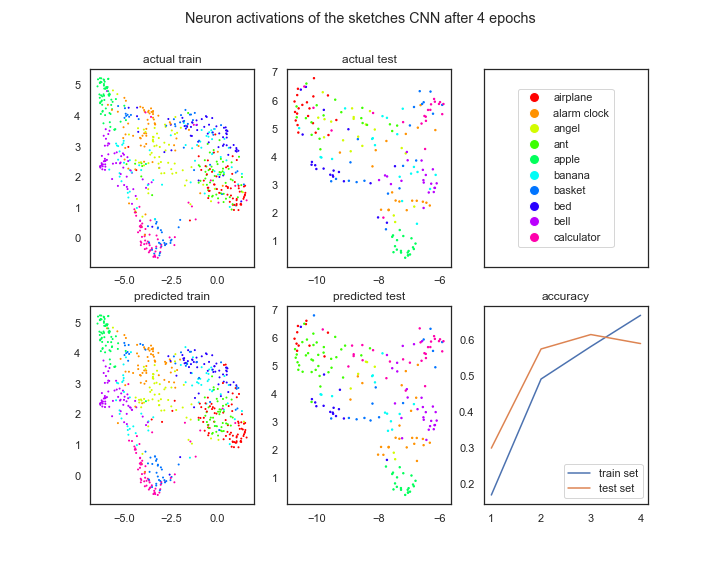 Neuron activations of the sketches CNN after 4 epochs
actual train
5
4
3
2
1
0
−5.0 −2.5 0.0
actual test
7
6
5
4
3
2
1
−10 −8 −6
airplane
alarm clock
angel
ant
apple
banana
basket
bed
bell
calculator
predicted train
5
4
3
2
1
0
−5.0 −2.5 0.0
predicted test
7
6
5
4
3
2
1
−10 −8 −6
accuracy
0.6
0.5
0.4
0.3
0.2
train set
test set
1 2 3 4